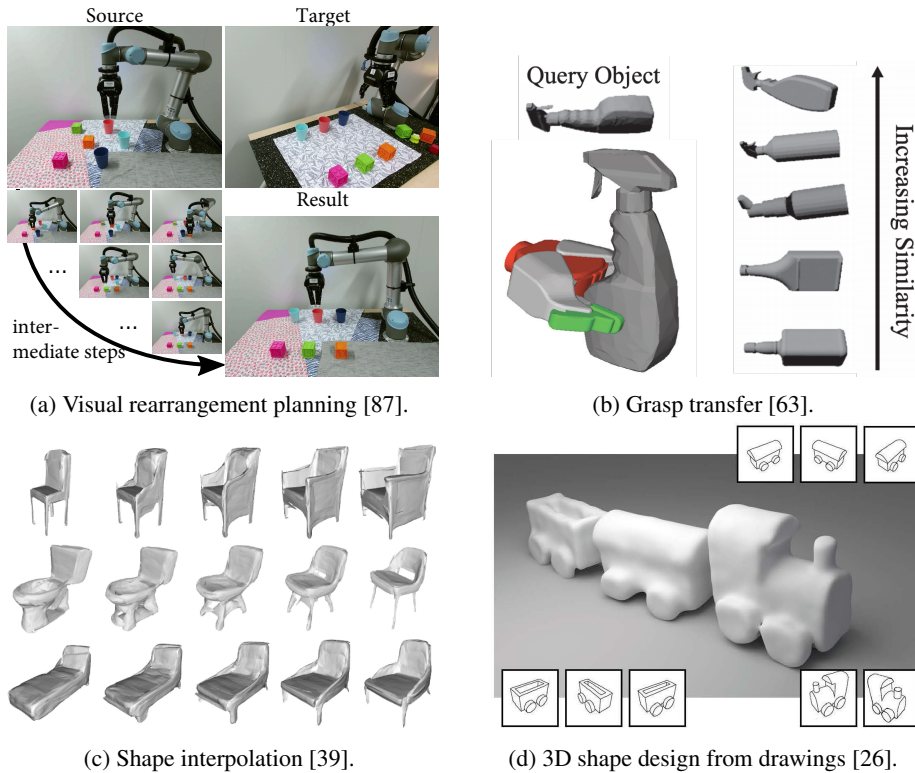 Source
Target
Result
...
...
inter-
mediate steps
(a) Visual rearrangement planning [87].
Query Object
Increasing Similarity
(b) Grasp transfer [63].
(c) Shape interpolation [39].
(d) 3D shape design from drawings [26].